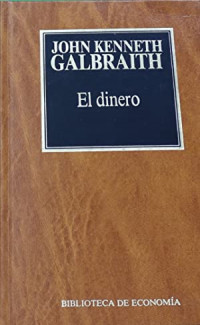 JOHN KENNETH
GALBRAITH
El dinero
BIBLIOTECA DE ECONOMÍA